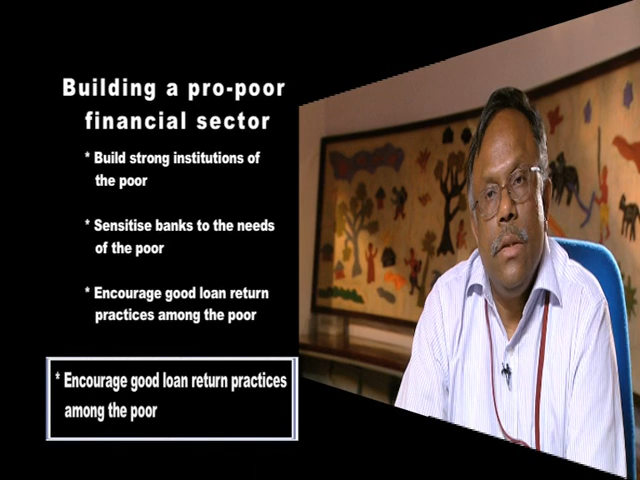 Building a pro-poor
financial sector
* Build strong institutions of
the poor
* Sensitise banks to the needs
of the poor
* Encourage good loan return
practices among the poor
* Encourage good loan return practices
among the poor